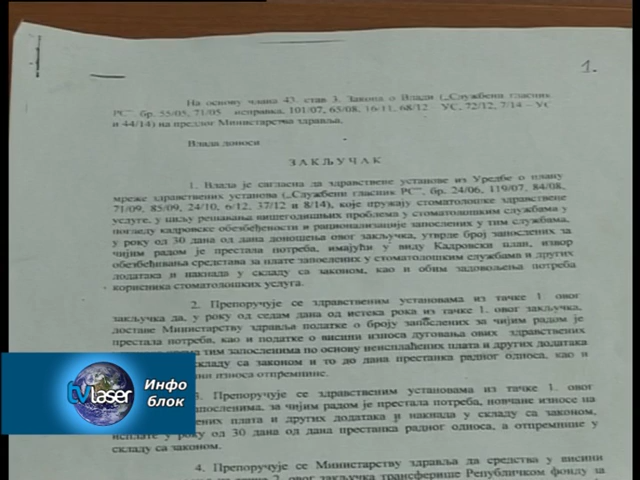 1.
На основу члана 43. став 3. Закона о Влади („Службени гласник
РС“ бр. 55/05, 71/05 исправка, 101/07, 65/08, 16/11, 68/12 УС, 72/12, 7/14 – УС
и 44/14) на предлог Министарства здравља,
Влада доноси
ЗАКЉУЧАК
1. Влада је сагласна да здравствене установе из Уредбе о плану
мреже здравствених установа („Службени гласник РС“, бр. 24/06, 119/07, 84/08,
71/09, 85/09, 24/10, 6/12, 37/12 и 8/14), које пружају стоматолошке здравствене
услуге, у циљу решавања вишегодишњих проблема у стоматолошким службама у
погледу кадровске обезбеђености и рационализације запослених у тим службама,
у року од 30 дана од дана доношења овог закључка, утврде број запослених за
чијим радом је престала потреба, имајући у виду Кадровски план, извор
обезбеђивања средстава за плате запослених у стоматолошким службама и других
додатака и накнада у складу са законом, као и обим задовољења потреба
корисника стоматолошких услуга.
2. Препоручује се здравственим установама из тачке 1. овог
закључка да, у року од седам дана од истека рока из тачке 1. овог закључка,
доставе Министарству здравља податке о броју запослених за чијим радом је
престала потреба, као и податке о висини износа дуговања ових здравствених
тим запосленима по основу неисплаћених плата и других додатака
складу са законом и то до дана престанка радног односа, као и
износа отпремнине.
3. Препоручује се здравственим установама из тачке 1. овог
запосленима, за чијим радом је престала потреба, новчане износе на
плата и других додатака и накнада у складу са законом,
исплате у року од 30 дана од дана престанка радног односа, а отпремнине у
складу са законом.
4. Препоручује се Министарству здравља да средства у висини
2. овог закључка трансферише Републичком фонду за
tv laser
Инфо
блок